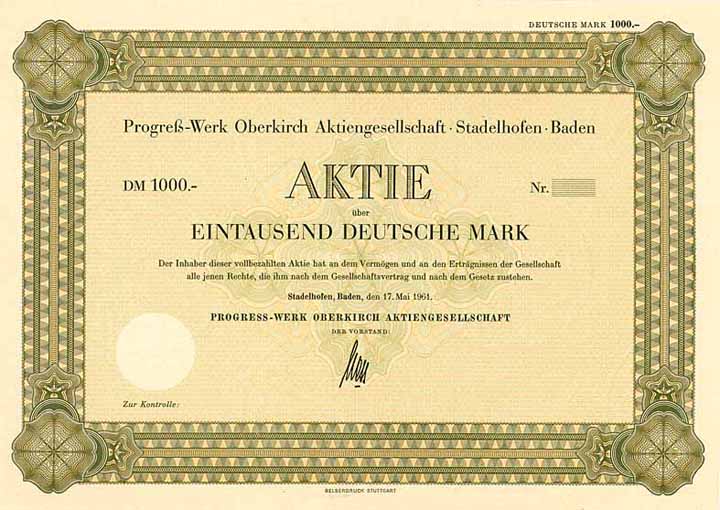 DEUTSCHE MARK 1000.-
Progreß-Werk Oberkirch Aktiengesellschaft · Stadelhofen · Baden
DM 1000.- AKTIE Nr.
über
EINTAUSEND DEUTSCHE MARK
Der Inhaber dieser vollbezahlten Aktie hat an dem Vermögen und an den Erträgnissen der Gesellschaft
alle jenen Rechte, die ihm nach dem Gesellschaftsvertrag und nach dem Gesetz zustehen.
Stadelhofen, Baden, den 17. Mai 1961.
PROGRESS-WERK OBERKIRCH AKTIENGESELLSCHAFT
DER VORSTAND:
Zur Kontrolle:
BELSERDRUCK STUTTGART